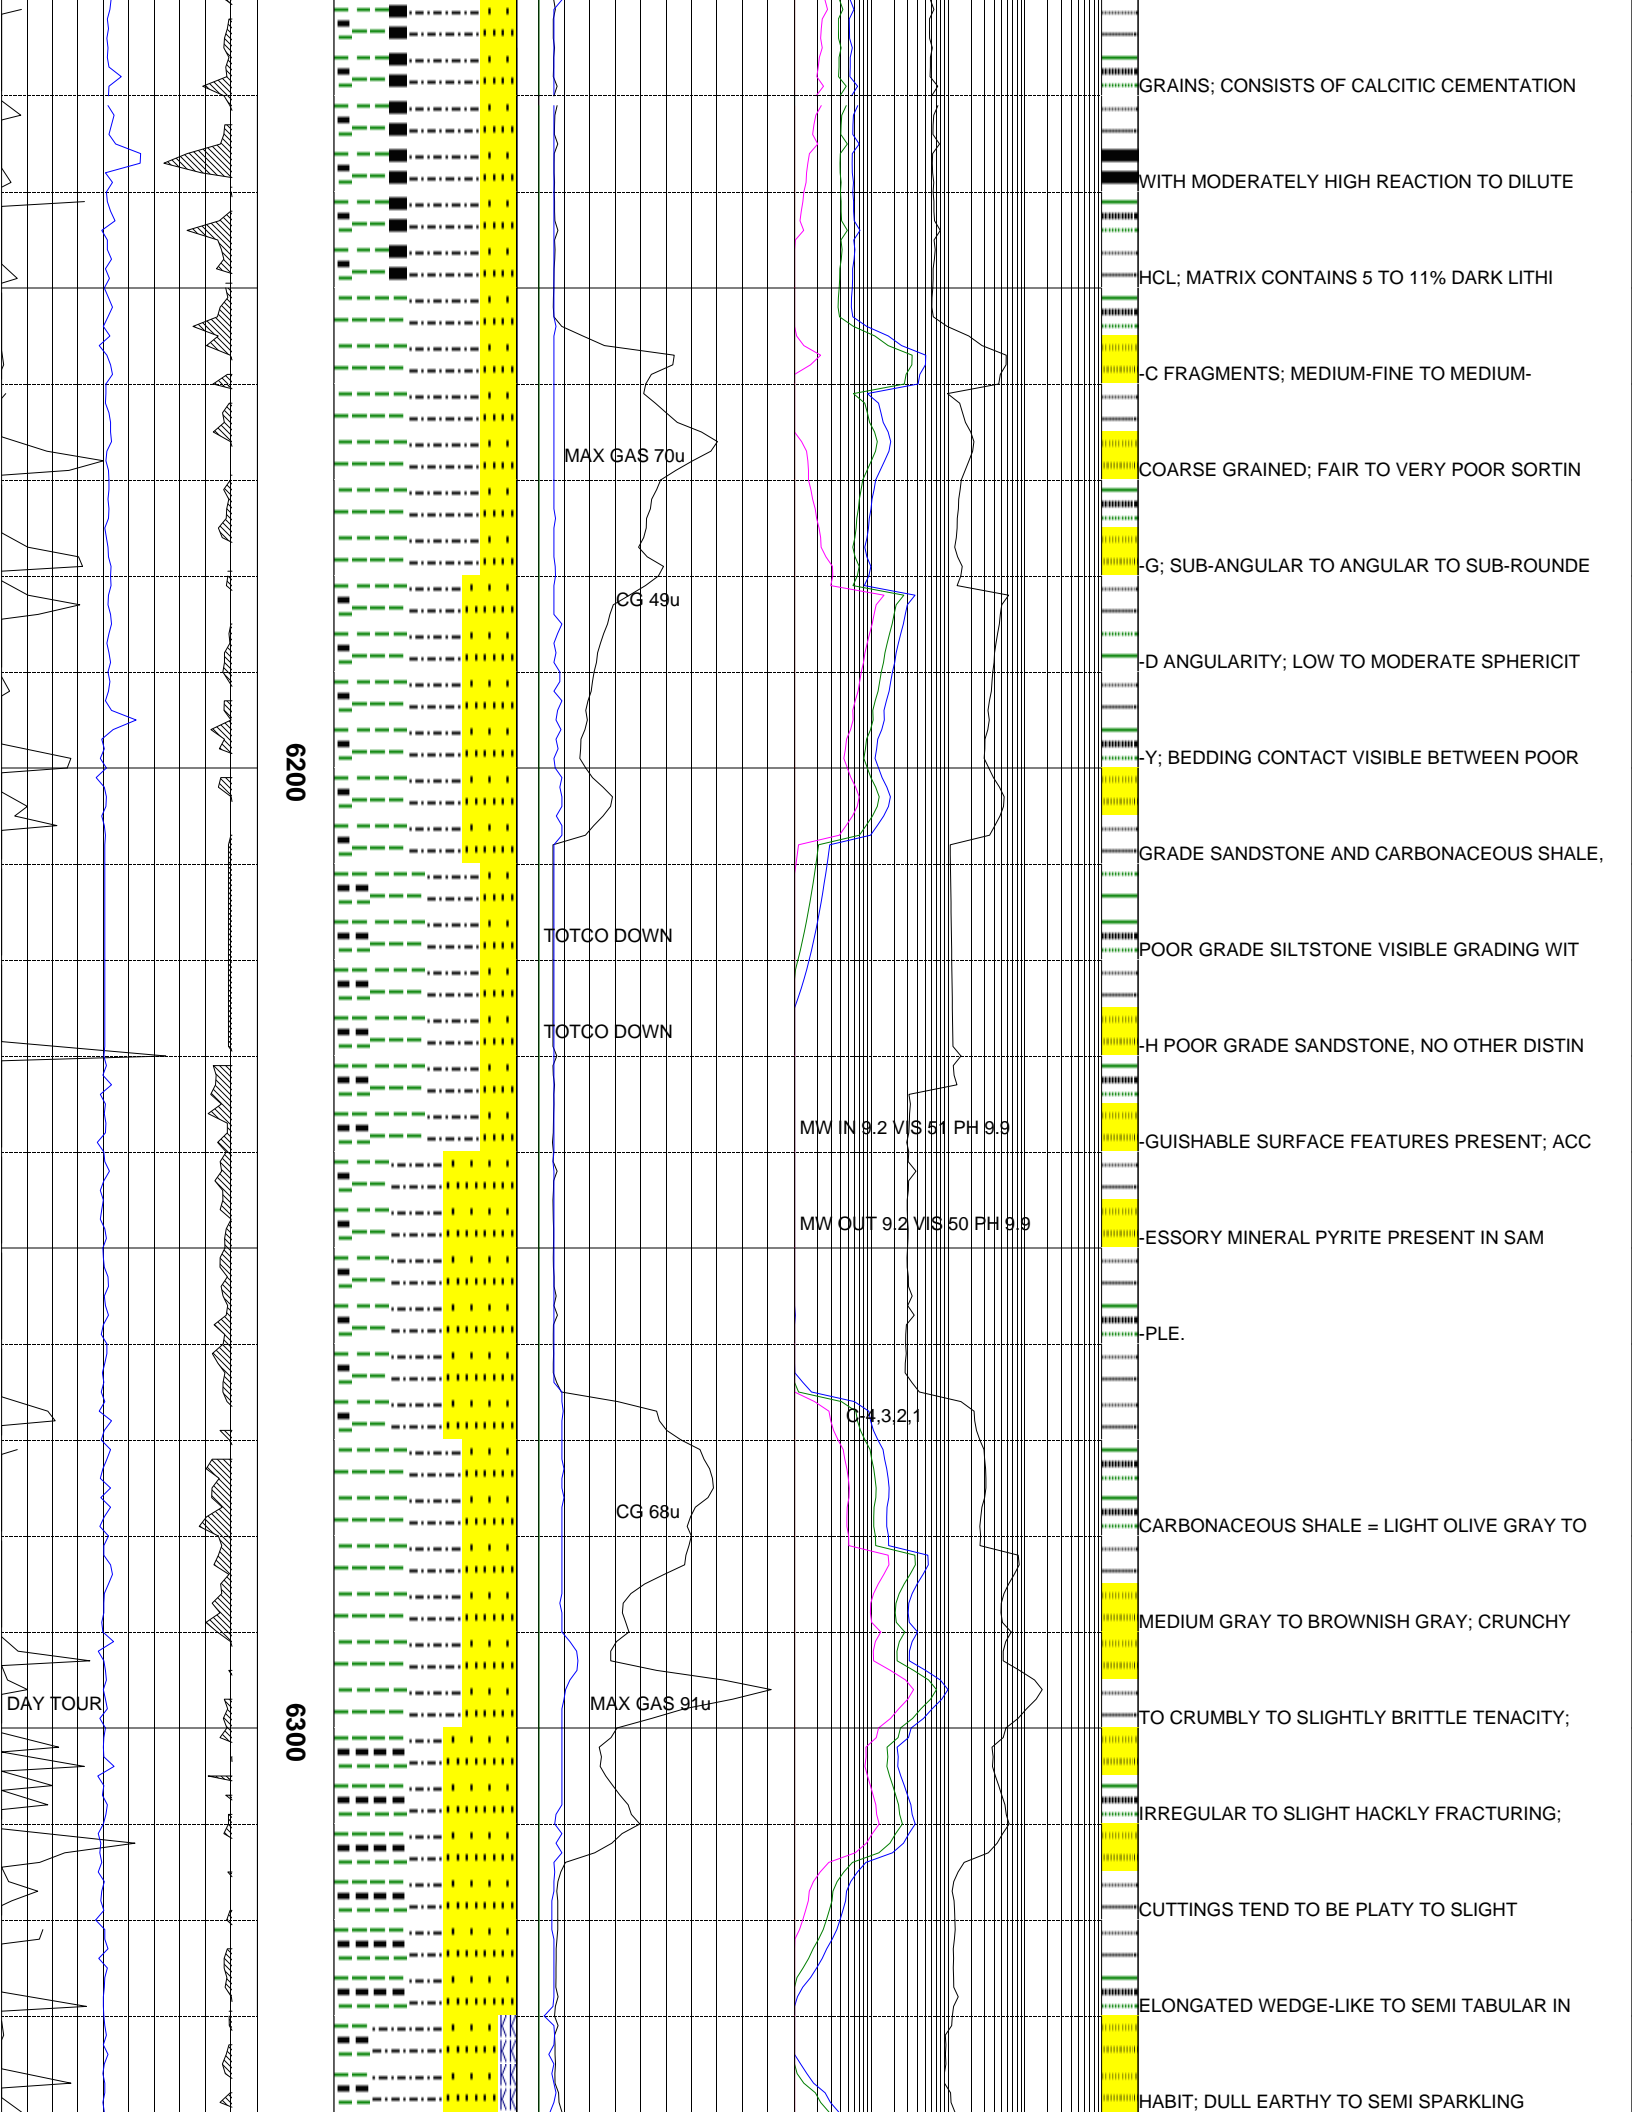 GRAINS; CONSISTS OF CALCITIC CEMENTATION
WITH MODERATELY HIGH REACTION TO DILUTE
HCL; MATRIX CONTAINS 5 TO 11% DARK LITHI
-C FRAGMENTS; MEDIUM-FINE TO MEDIUM-
MAX GAS 70u
COARSE GRAINED; FAIR TO VERY POOR SORTIN
-G; SUB-ANGULAR TO ANGULAR TO SUB-ROUNDE
CG 49u
-D ANGULARITY; LOW TO MODERATE SPHERICIT
6200
-Y; BEDDING CONTACT VISIBLE BETWEEN POOR
GRADE SANDSTONE AND CARBONACEOUS SHALE,
TOTCO DOWN
POOR GRADE SILTSTONE VISIBLE GRADING WIT
TOTCO DOWN
-H POOR GRADE SANDSTONE, NO OTHER DISTIN
MW IN 9.2 VIS 51 PH 9.9
-GUISHABLE SURFACE FEATURES PRESENT; ACC
MW OUT 9.2 VIS 50 PH 9.9
-ESSORY MINERAL PYRITE PRESENT IN SAM
-PLE.
C-4,3,2,1
CG 68u
CARBONACEOUS SHALE = LIGHT OLIVE GRAY TO
MEDIUM GRAY TO BROWNISH GRAY; CRUNCHY
DAY TOUR
MAX GAS 91u
6300
TO CRUMBLY TO SLIGHTLY BRITTLE TENACITY;
IRREGULAR TO SLIGHT HACKLY FRACTURING;
CUTTINGS TEND TO BE PLATY TO SLIGHT
ELONGATED WEDGE-LIKE TO SEMI TABULAR IN
HABIT; DULL EARTHY TO SEMI SPARKLING